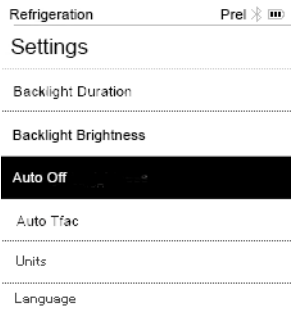 Refrigeration Prel
Settings
Backlight Duration
Backlight Brightness
Auto Off
Auto Tfac
Units
Language